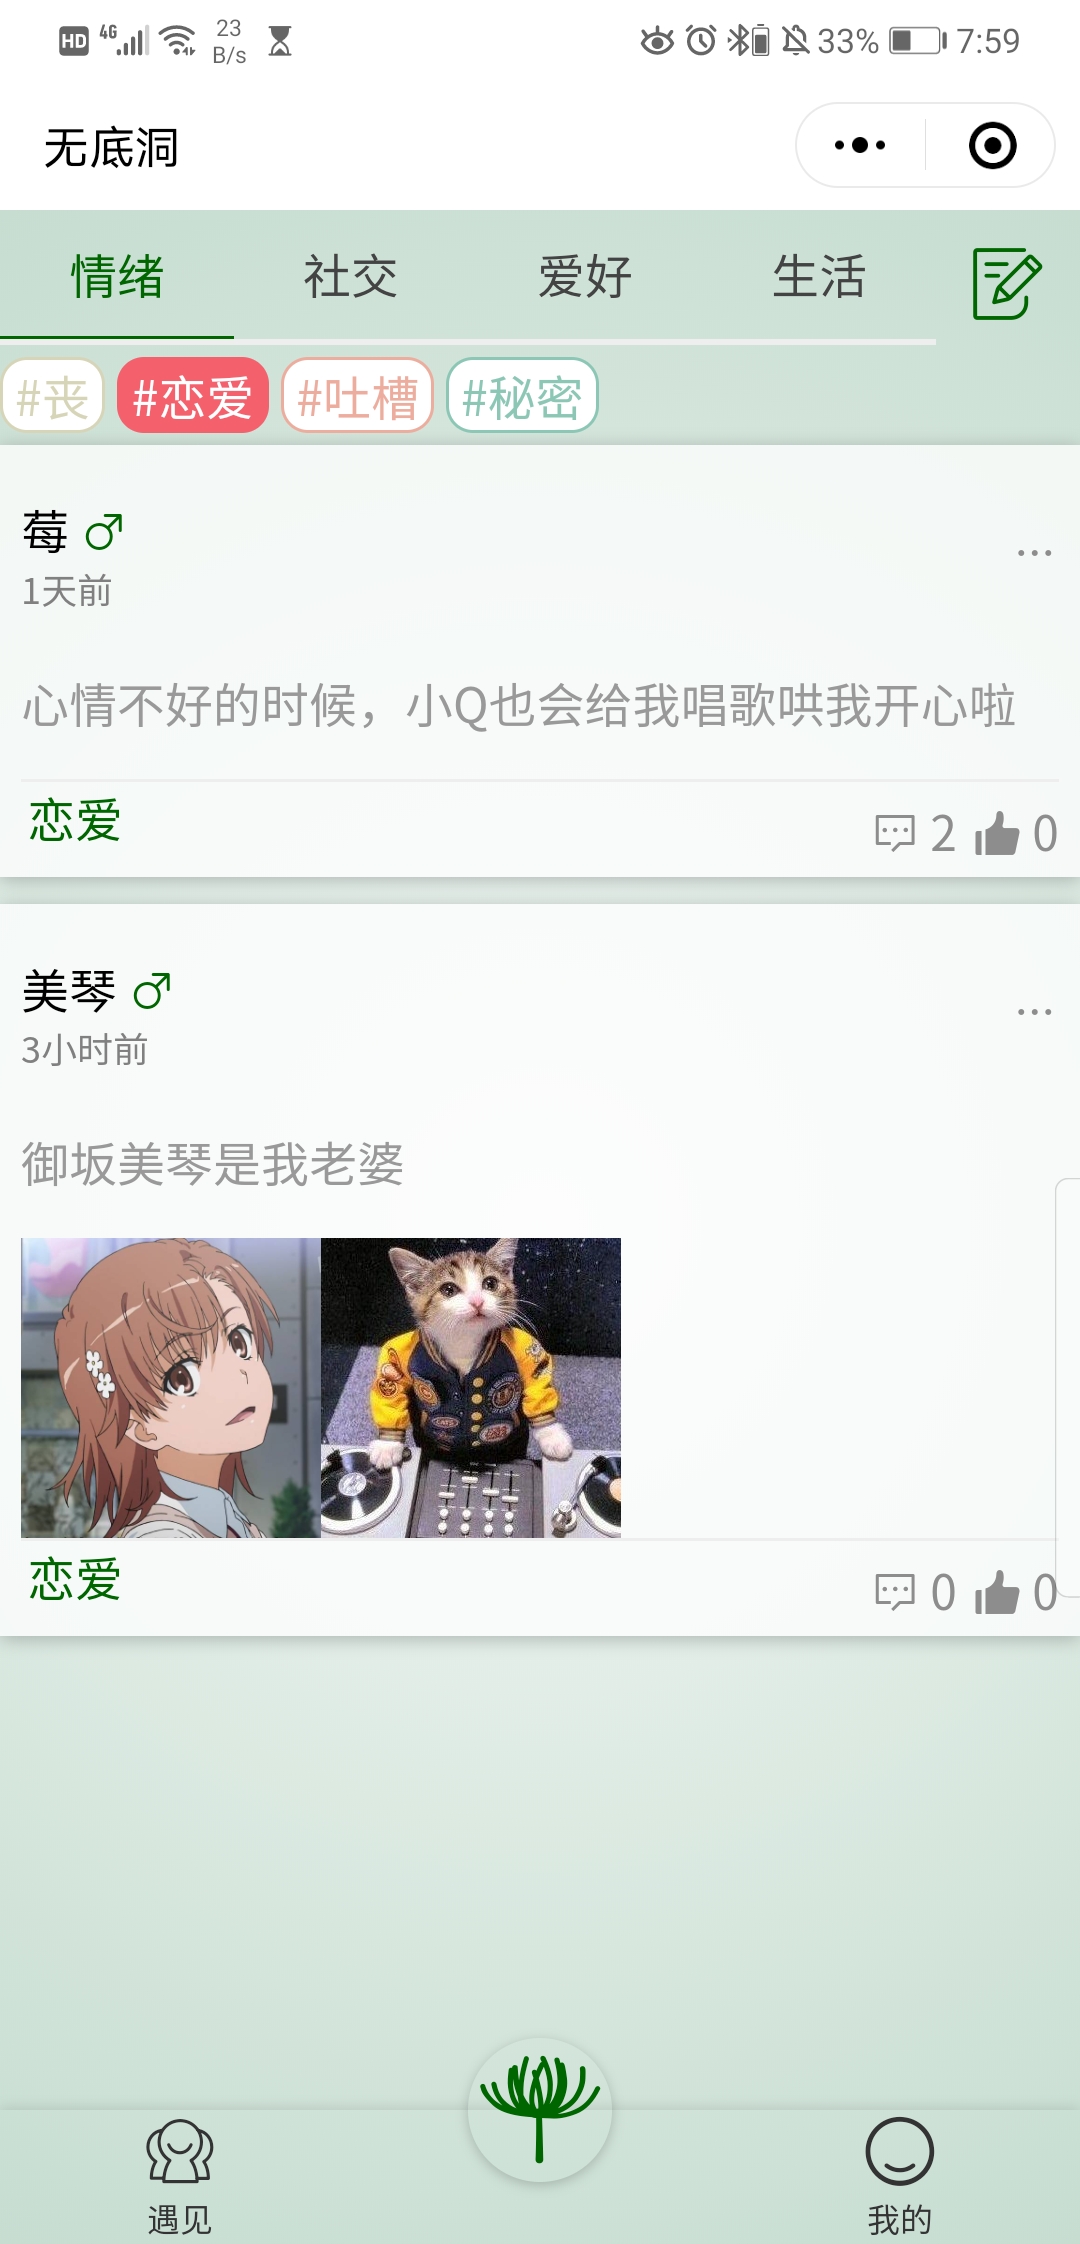 HD 4G 23 B/s 33% 7:59
无底洞
情绪 社交 爱好 生活
#丧 #恋爱 #吐槽 #秘密
莓
1天前
心情不好的时候，小Q也会给我唱歌哄我开心啦
恋爱 2 0
美琴
3小时前
御坂美琴是我老婆
恋爱 0 0
遇见 我的